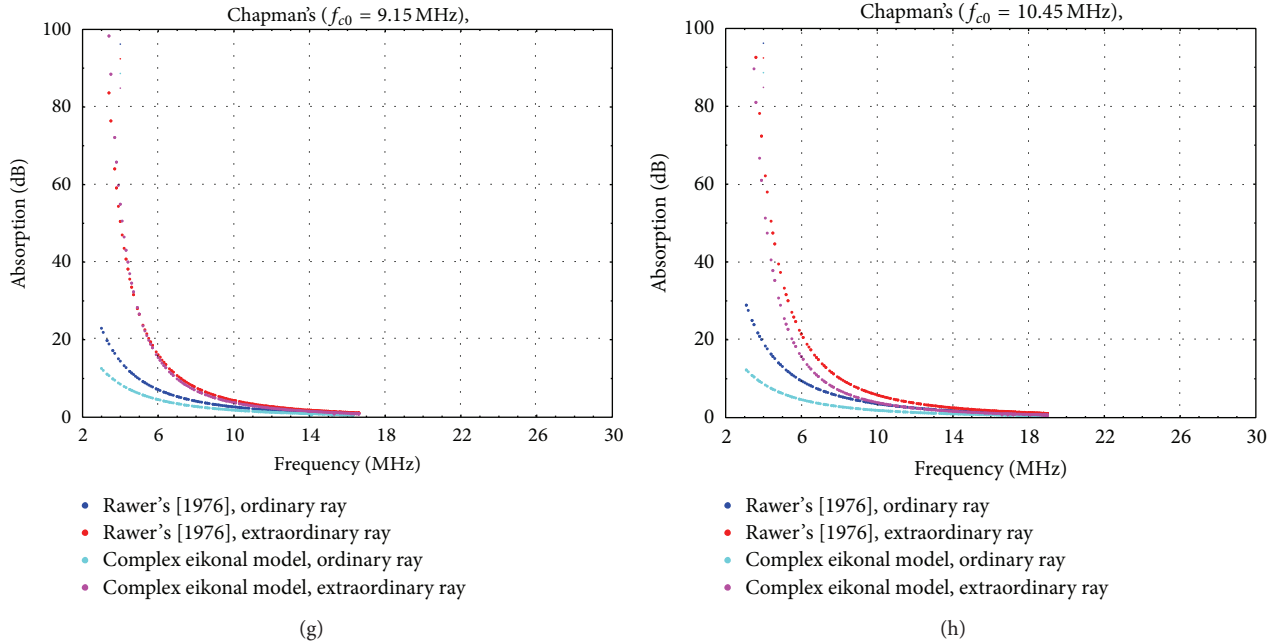 Chapman's (f_c0 = 9.15 MHz),
100
80
60
40
20
0
Absorption (dB)
2 6 10 14 18 22 26 30
Frequency (MHz)
Rawer's [1976], ordinary ray
Rawer's [1976], extraordinary ray
Complex eikonal model, ordinary ray
Complex eikonal model, extraordinary ray
(g)
Chapman's (f_c0 = 10.45 MHz),
100
80
60
40
20
0
Absorption (dB)
2 6 10 14 18 22 26 30
Frequency (MHz)
Rawer's [1976], ordinary ray
Rawer's [1976], extraordinary ray
Complex eikonal model, ordinary ray
Complex eikonal model, extraordinary ray
(h)